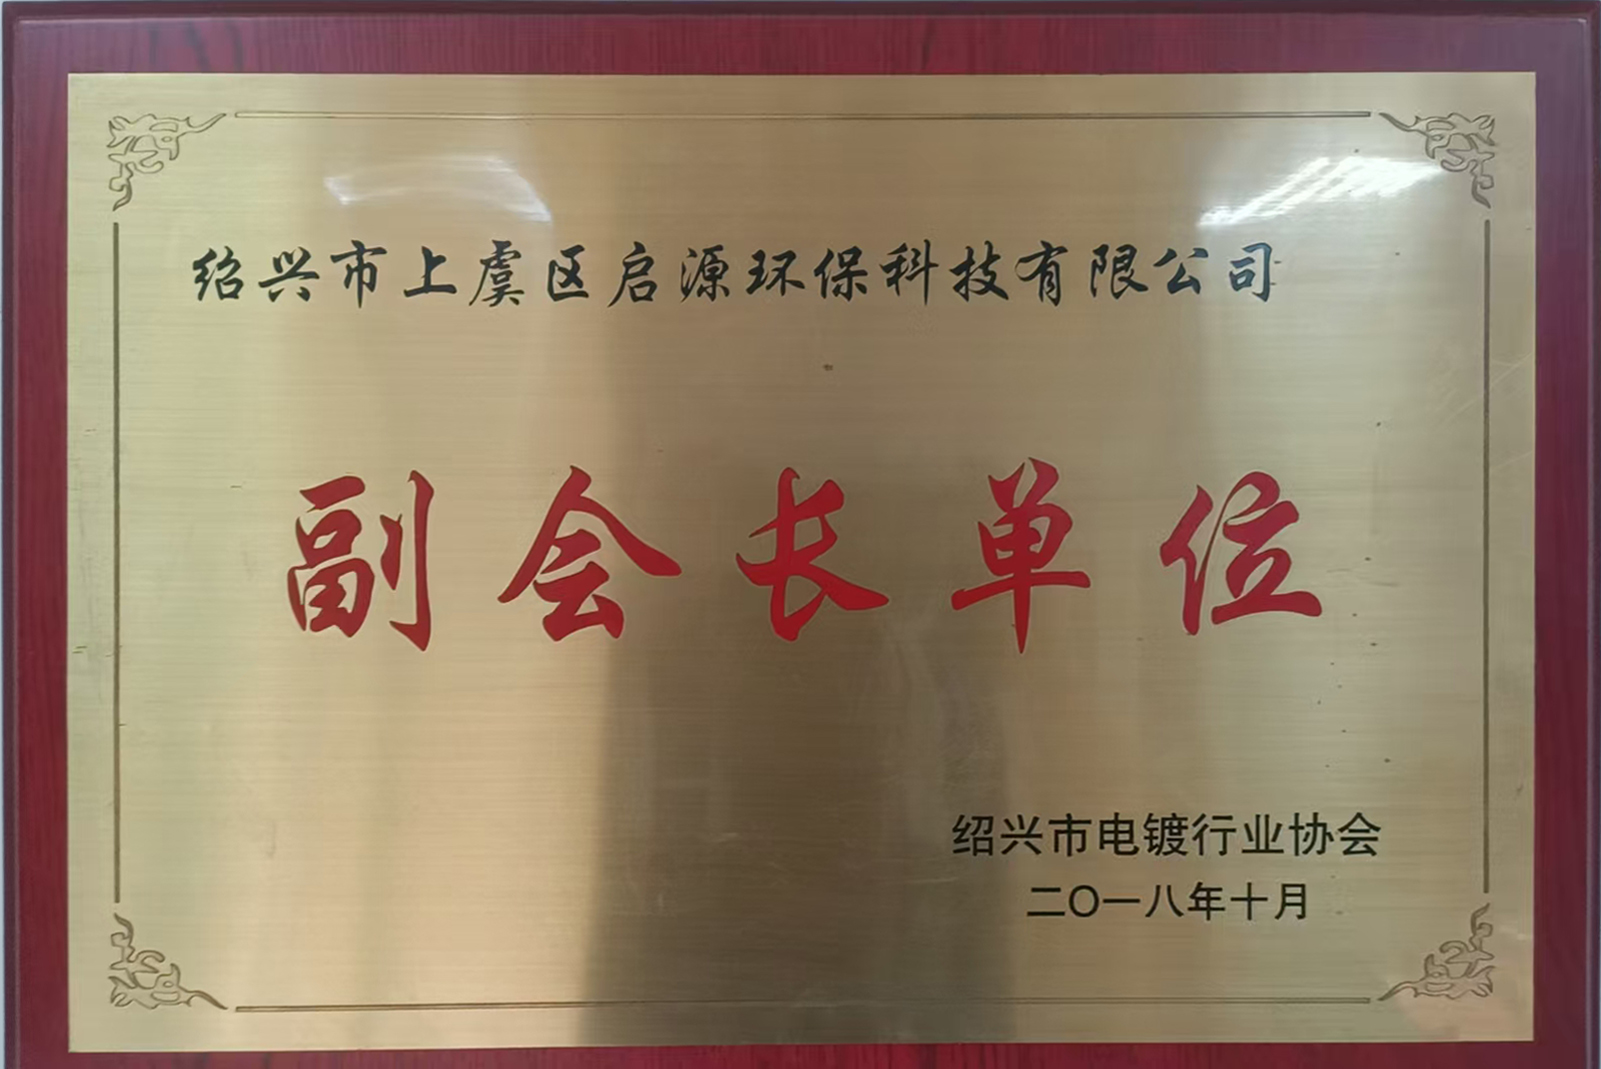 绍兴市上虞区启源环保科技有限公司
副会长单位
绍兴市电镀行业协会
二〇一八年十月